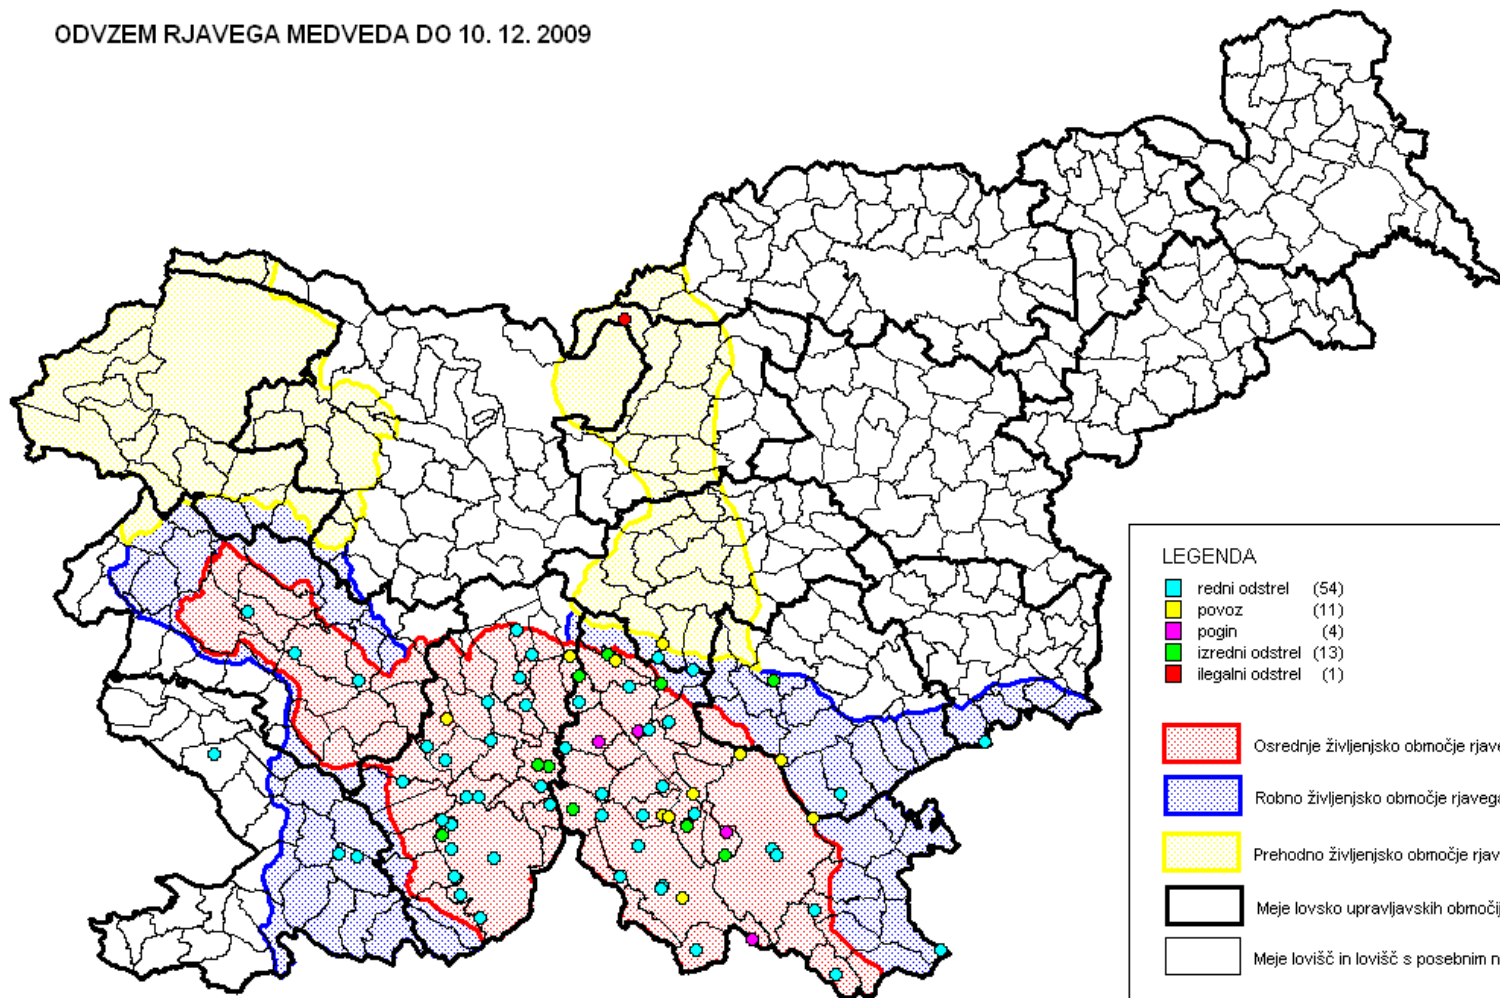 ODVZEM RJAVEGA MEDVEDA DO 10. 12. 2009
LEGENDA
redni odstrel (54)
povoz (11)
pogin (4)
izredni odstrel (13)
ilegalni odstrel (1)
Osrednje življenjsko območje rjave
Robno življenjsko območje rjavega
Prehodno življenjsko območje rjav
Meje lovsko upravljavskih območij
Meje lovišč in lovišč s posebnim n